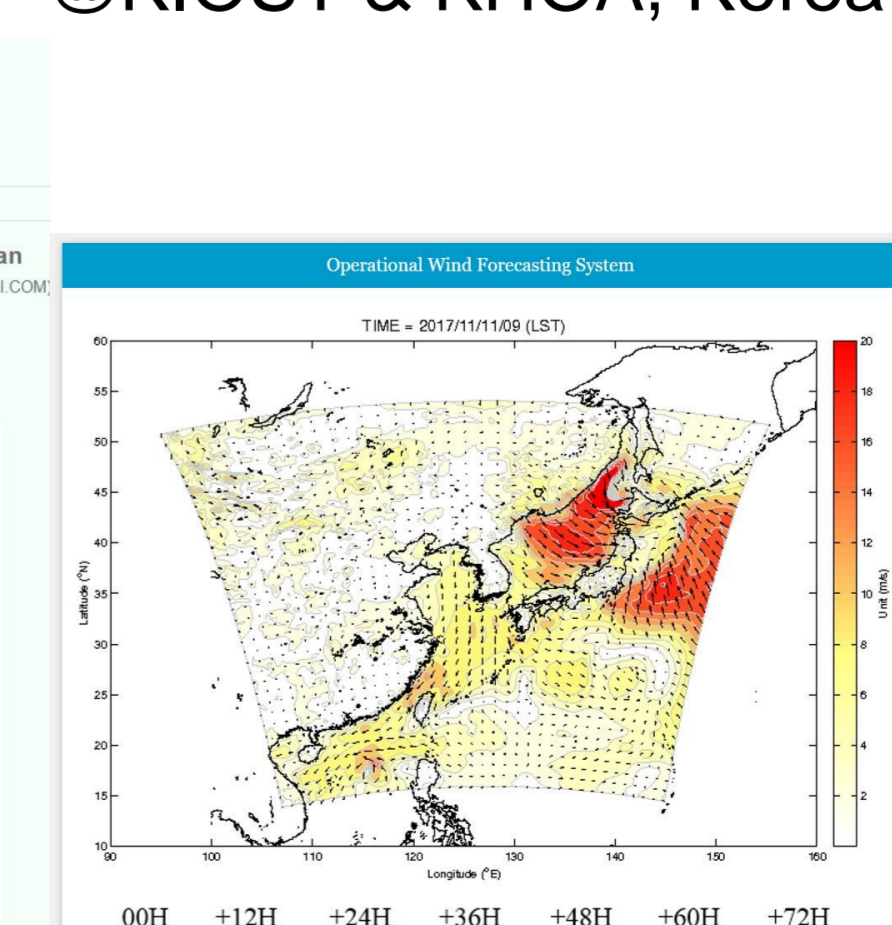 an
I.COM)
Operational Wind Forecasting System
TIME = 2017/11/11/09 (LST)
60
55
50
45
40
35
30
25
20
15
10
Latitude (°N)
90 100 110 120 130 140 150 160
Longitude (°E)
20
18
16
14
12
10
8
6
4
2
Unit (m/s)
00H +12H +24H +36H +48H +60H +72H